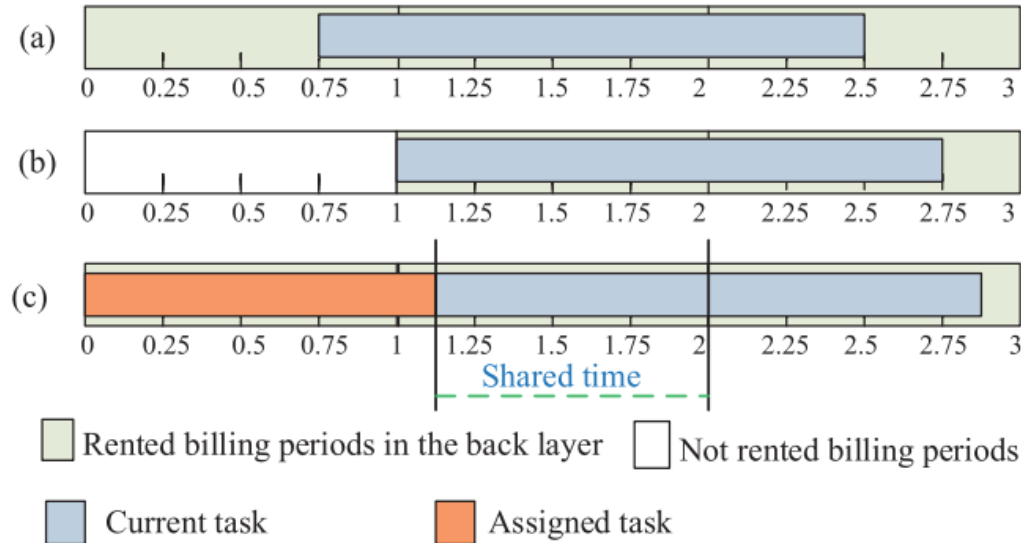 (a)
0 0.25 0.5 0.75 1 1.25 1.5 1.75 2 2.25 2.5 2.75 3
(b)
0 0.25 0.5 0.75 1 1.25 1.5 1.75 2 2.25 2.5 2.75 3
(c)
0 0.25 0.5 0.75 1 1.25 1.5 1.75 2 2.25 2.5 2.75 3
Shared time
Rented billing periods in the back layer Not rented billing periods
Current task Assigned task